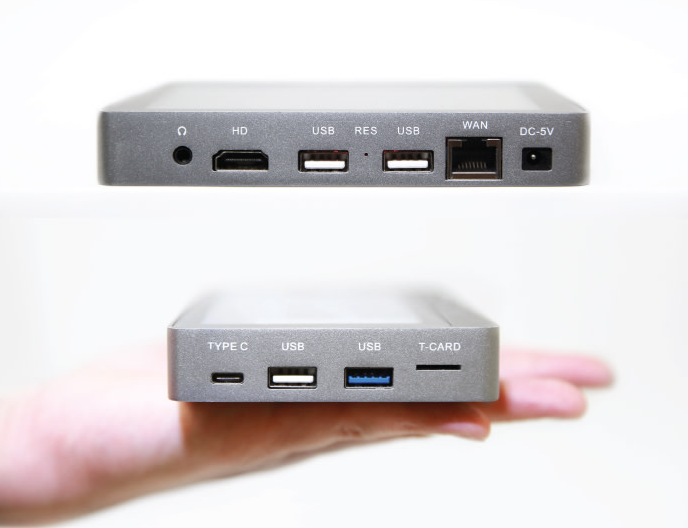 HD USB RES USB WAN DC-5V
TYPE C USB USB T-CARD